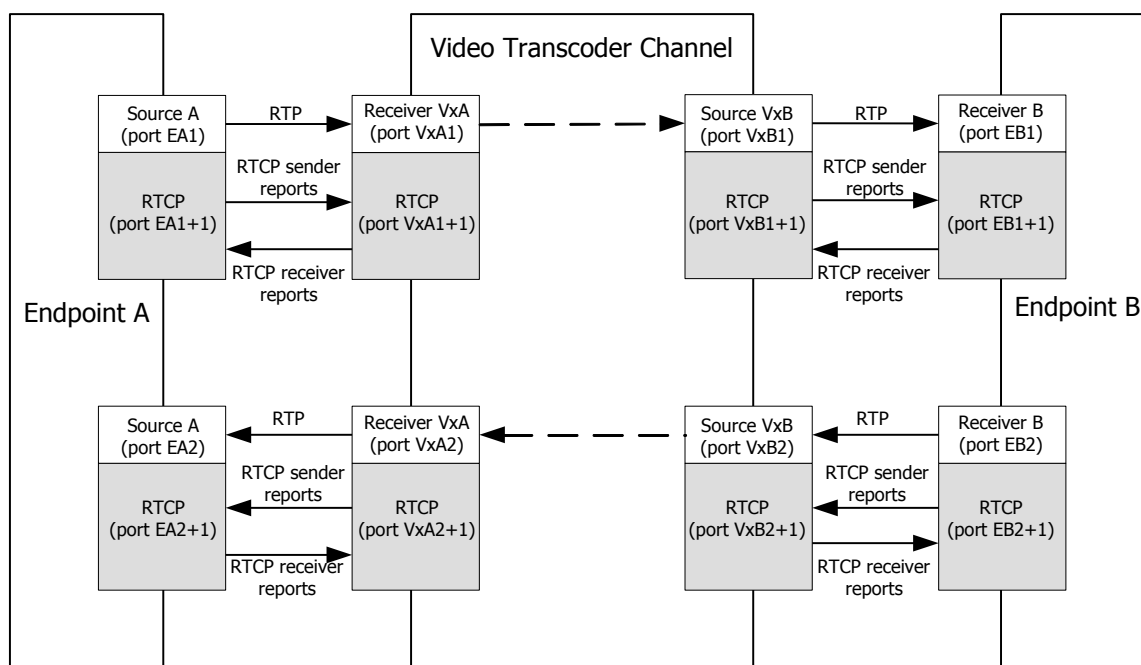 Video Transcoder Channel
Source A
(port EA1)
RTP
Receiver VxA
(port VxA1)
Source VxB
(port VxB1)
RTP
Receiver B
(port EB1)
RTCP
(port EA1+1)
RTCP sender
reports
RTCP receiver
reports
RTCP
(port VxA1+1)
RTCP
(port VxB1+1)
RTCP sender
reports
RTCP receiver
reports
RTCP
(port EB1+1)
Endpoint A
Endpoint B
Source A
(port EA2)
RTP
Receiver VxA
(port VxA2)
Source VxB
(port VxB2)
RTP
Receiver B
(port EB2)
RTCP
(port EA2+1)
RTCP sender
reports
RTCP receiver
reports
RTCP
(port VxA2+1)
RTCP
(port VxB2+1)
RTCP sender
reports
RTCP receiver
reports
RTCP
(port EB2+1)